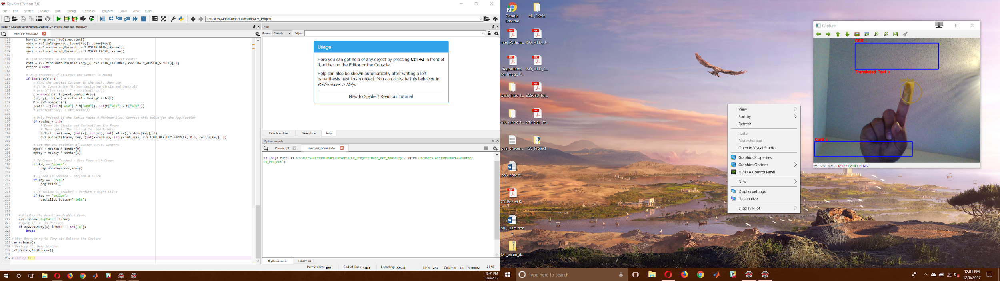 Spyder (Python 3.6)
File Edit Search Source Run Debug Consoles Projects Tools View Help
C:\Users\GirishKumarK\Desktop\CV_Project
Editor - C:\Users\GirishKumarK\Desktop\CV_Project\main_ocr_mouse.py
main_ocr_mouse.py
176 kernel = np.ones((9,9),np.uint8)
177 mask = cv2.inRange(hsv, lower[key], upper[key])
178 mask = cv2.morphologyEx(mask, cv2.MORPH_OPEN, kernel)
179 mask = cv2.morphologyEx(mask, cv2.MORPH_CLOSE, kernel)
180
181 # Find Contours in the Mask and Initialize the Current Center
182 cnts = cv2.findContours(mask.copy(), cv2.RETR_EXTERNAL, cv2.CHAIN_APPROX_SIMPLE)[-2]
183 center = None
184
185 # Only Proceeed If At Least One Center is Found
186 if len(cnts) > 0:
187 # Find the Largest Contour in the Mask, then Use
188 # It to Compute the Minimum Enclosing Circle and Centroid
189 # print('len cnts : ' + str(len(cnts)))
190 c = max(cnts, key=cv2.contourArea)
191 ((x, y), radius) = cv2.minEnclosingCircle(c)
192 M = cv2.moments(c)
193 center = (int(M["m10"] / M["m00"]), int(M["m01"] / M["m00"]))
194 # print(str(key) + str(center))
195
196 # Only Proceed If the Radius Meets A Minimum Size. Correct this Value for the Application
197 if radius > 1.0:
198 # Draw the Circle and Centroid on the Frame
199 # Then Update The List of Tracked Points
200 cv2.circle(frame, (int(x), int(y)), int(radius), colors[key], 2)
201 cv2.putText(frame, key, (int(x-radius), int(y-radius)), cv2.FONT_HERSHEY_SIMPLEX, 0.6, colors[key], 2)
202
203 # Get the New Position of Cursor w.r.t. Centers
204 mposx = msensx * center[0]
205 mposy = msensy * center[1]
206
207 # If Green is Tracked - Move Move with Green
208 if key == 'green':
209 pag.moveTo(mposx,mposy)
210
211 # If Red is Tracked - Perform a Click
212 if key == 'red':
213 pag.click()
214
215 # If Yellow is Tracked - Perform a Right Click
216 if key == 'yellow':
217 pag.click(button='right')
218
219
220
221 # Display The Resulting Grabbed Frame
222 cv2.imshow('Capture', frame)
223 # Quit if 'q' is Pressed
224 if cv2.waitKey(1) & 0xFF == ord('q'):
225 break
226
227 # When Everything is Complete Release the Capture
228 cam.release()
229 # Destory All Open Windows
230 cv2.destroyAllWindows()
231
232 # End of File
Help
Source Console Object
Usage
Here you can get help of any object by pressing Ctrl+I in front of
it, either on the Editor or the Console.
Help can also be shown automatically after writing a left
parenthesis next to an object. You can activate this behavior in
Preferences > Help.
New to Spyder? Read our tutorial
Variable explorer File explorer Help
IPython console
Console 1/A main_ocr_mouse.py/A
In [39]: runfile('C:/Users/GirishKumarK/Desktop/CV_Project/main_ocr_mouse.py', wdir='C:/Users/GirishKumarK/Desktop/
CV_Project')
IPython console History log
Permissions: RW End-of-lines: CRLF Encoding: ASCII Line: 232 Column: 14 Memory: 38 %
12:01 PM
12/6/2017
Google
Chrome
ML_EXAM
Intel_Python...
ISO_MED_U...
Algorithms
for Image P...
ISO_MED_C...
wksh_intro-t...
SCSG80-Tol...
wksh_intro-t...
artificial_int...
pa3_proces...
CV_Project
pa3_note.d...
CV_PA3_GIR...
ML_Exam.doc
x
ML_exam_d...
View
Sort by
Refresh
Paste
Paste shortcut
Open in Visual Studio
Graphics Properties...
Graphics Options
NVIDIA Control Panel
New
Display settings
Personalize
Display Pilot
Capture
OCR :
Translated Text :
Card :
(x=5, y=67) ~ R:127 G:143 B:142
Type here to search
12:01 PM
12/6/2017